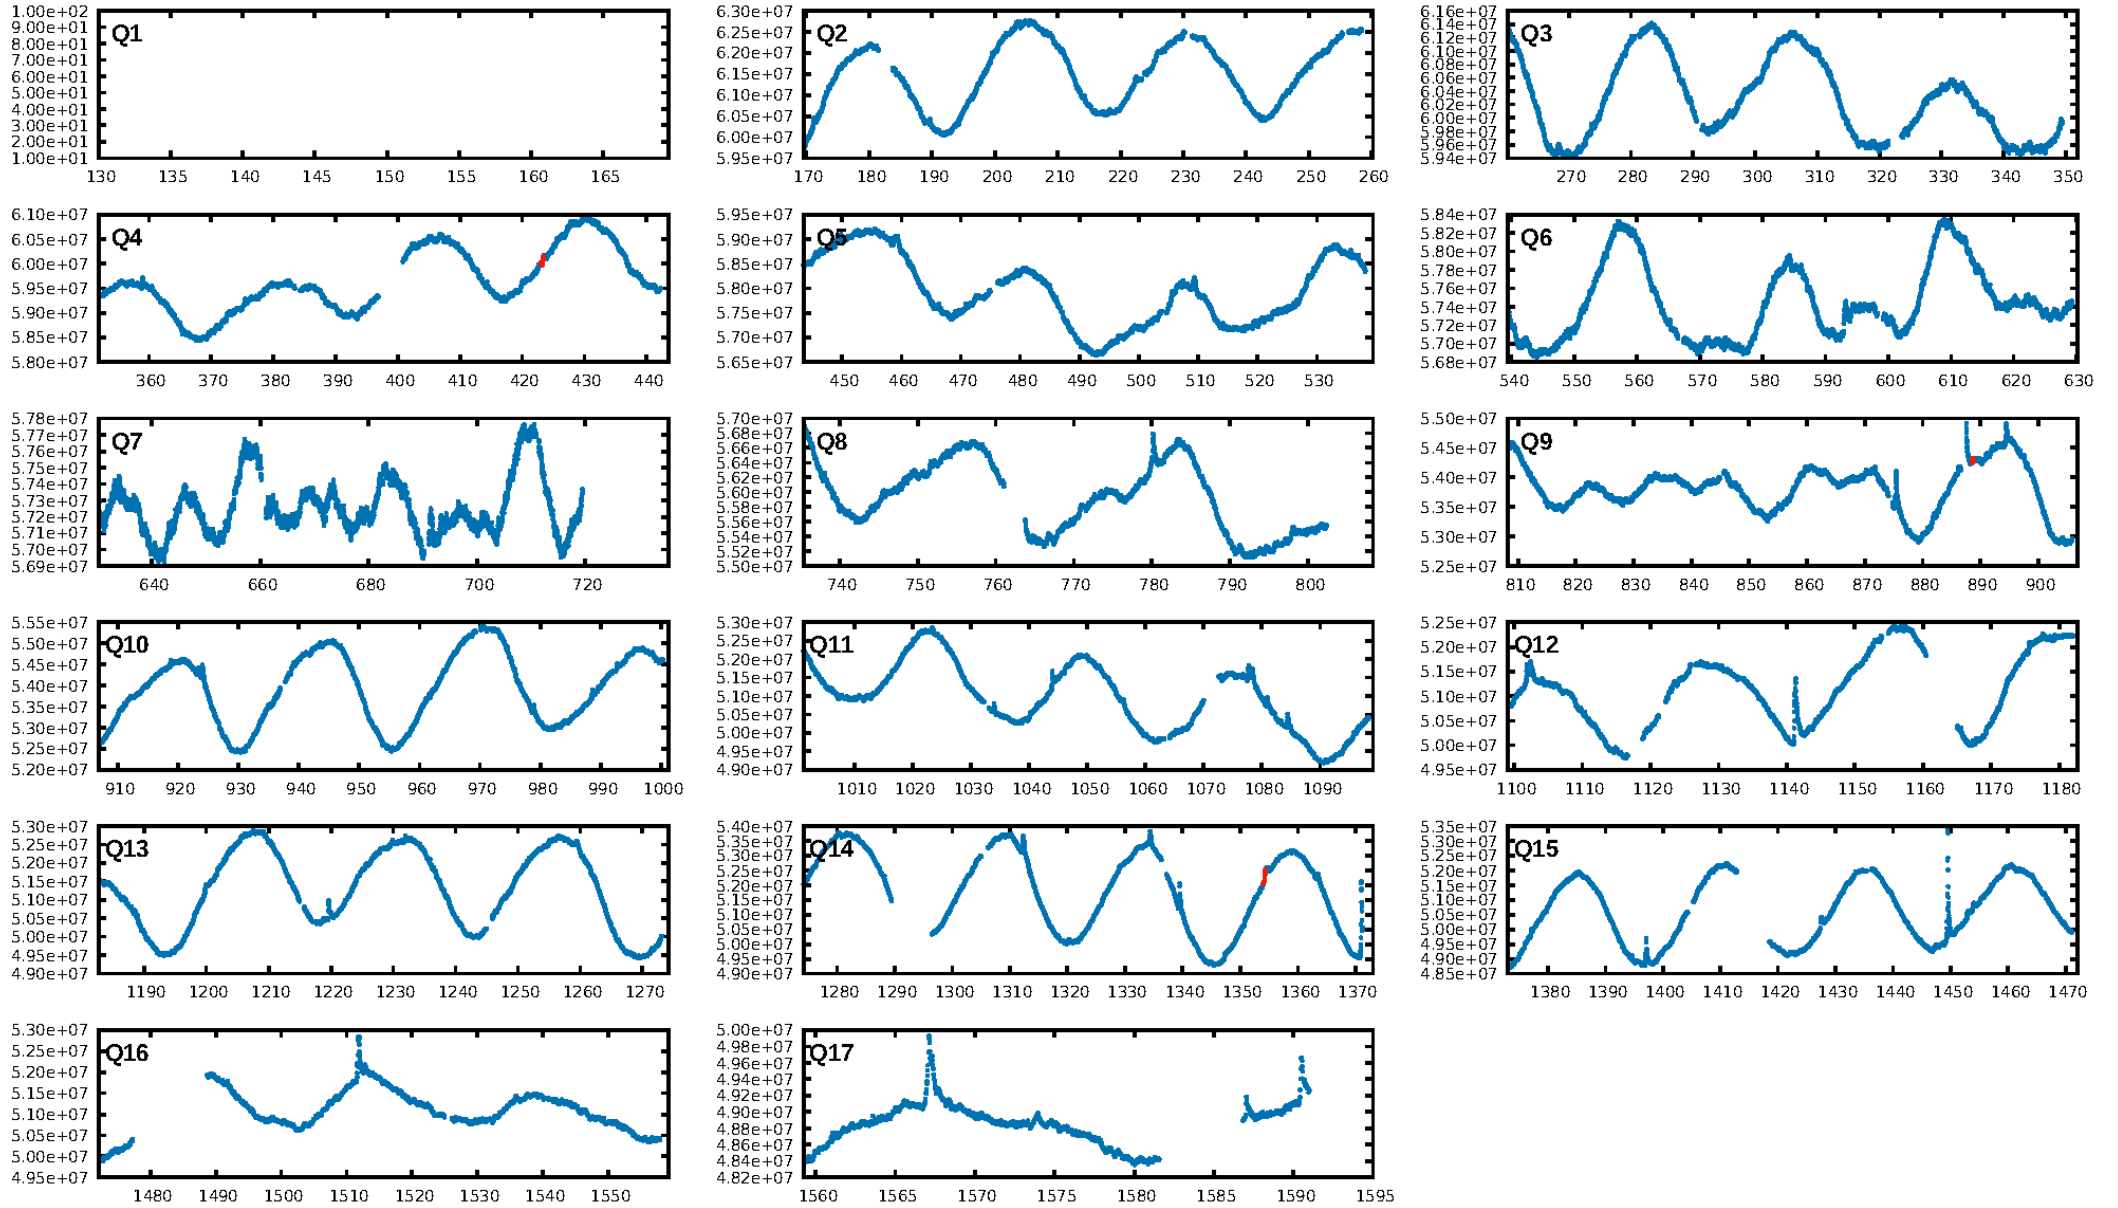 1.00e+02 9.00e+01 8.00e+01 7.00e+01 6.00e+01 5.00e+01 4.00e+01 3.00e+01 2.00e+01 1.00e+01
Q1
130 135 140 145 150 155 160 165
6.30e+07 6.25e+07 6.20e+07 6.15e+07 6.10e+07 6.05e+07 6.00e+07 5.95e+07
Q2
170 180 190 200 210 220 230 240 250 260
6.16e+07 6.14e+07 6.12e+07 6.10e+07 6.08e+07 6.06e+07 6.04e+07 6.02e+07 6.00e+07 5.98e+07 5.96e+07 5.94e+07
Q3
270 280 290 300 310 320 330 340 350
6.10e+07 6.05e+07 6.00e+07 5.95e+07 5.90e+07 5.85e+07 5.80e+07
Q4
360 370 380 390 400 410 420 430 440
5.95e+07 5.90e+07 5.85e+07 5.80e+07 5.75e+07 5.70e+07 5.65e+07
Q5
450 460 470 480 490 500 510 520 530
5.84e+07 5.82e+07 5.80e+07 5.78e+07 5.76e+07 5.74e+07 5.72e+07 5.70e+07 5.68e+07
Q6
540 550 560 570 580 590 600 610 620 630
5.78e+07 5.77e+07 5.76e+07 5.75e+07 5.74e+07 5.73e+07 5.72e+07 5.71e+07 5.70e+07 5.69e+07
Q7
640 660 680 700 720
5.70e+07 5.68e+07 5.66e+07 5.64e+07 5.62e+07 5.60e+07 5.58e+07 5.56e+07 5.54e+07 5.52e+07 5.50e+07
Q8
740 750 760 770 780 790 800
5.50e+07 5.45e+07 5.40e+07 5.35e+07 5.30e+07 5.25e+07
Q9
810 820 830 840 850 860 870 880 890 900
5.55e+07 5.50e+07 5.45e+07 5.40e+07 5.35e+07 5.30e+07 5.25e+07 5.20e+07
Q10
910 920 930 940 950 960 970 980 990 1000
5.30e+07 5.25e+07 5.20e+07 5.15e+07 5.10e+07 5.05e+07 5.00e+07 4.95e+07 4.90e+07
Q11
1010 1020 1030 1040 1050 1060 1070 1080 1090
5.25e+07 5.20e+07 5.15e+07 5.10e+07 5.05e+07 5.00e+07 4.95e+07
Q12
1100 1110 1120 1130 1140 1150 1160 1170 1180
5.30e+07 5.25e+07 5.20e+07 5.15e+07 5.10e+07 5.05e+07 5.00e+07 4.95e+07 4.90e+07
Q13
1190 1200 1210 1220 1230 1240 1250 1260 1270
5.40e+07 5.35e+07 5.30e+07 5.25e+07 5.20e+07 5.15e+07 5.10e+07 5.05e+07 5.00e+07 4.95e+07 4.90e+07
Q14
1280 1290 1300 1310 1320 1330 1340 1350 1360 1370
5.35e+07 5.30e+07 5.25e+07 5.20e+07 5.15e+07 5.10e+07 5.05e+07 5.00e+07 4.95e+07 4.90e+07 4.85e+07
Q15
1380 1390 1400 1410 1420 1430 1440 1450 1460 1470
5.30e+07 5.25e+07 5.20e+07 5.15e+07 5.10e+07 5.05e+07 5.00e+07 4.95e+07
Q16
1480 1490 1500 1510 1520 1530 1540 1550
5.00e+07 4.98e+07 4.96e+07 4.94e+07 4.92e+07 4.90e+07 4.88e+07 4.86e+07 4.84e+07 4.82e+07
Q17
1560 1565 1570 1575 1580 1585 1590 1595